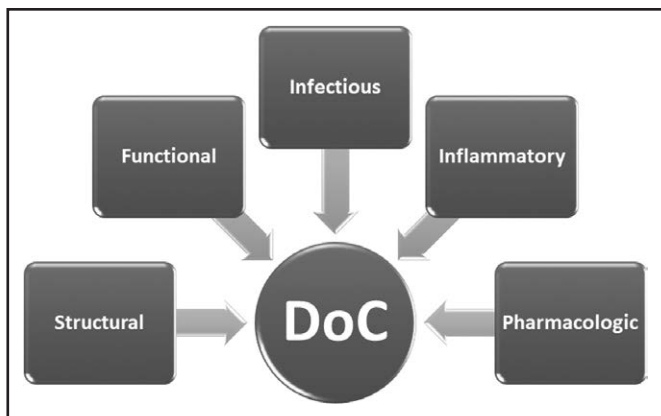 Infectious
Functional
Inflammatory
Structural
DoC
Pharmacologic